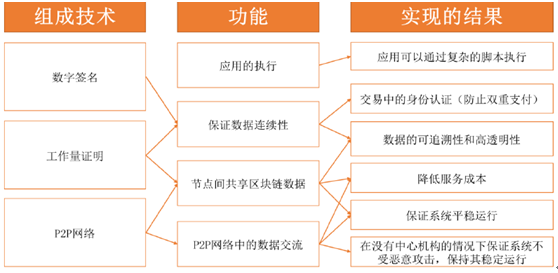 组成技术
功能
实现的结果
数字签名
工作量证明
P2P网络
应用的执行
保证数据连续性
节点间共享区块链数据
P2P网络中的数据交流
应用可以通过复杂的脚本执行
交易中的身份认证（防止双重支付）
数据的可追溯性和高透明性
降低服务成本
保证系统平稳运行
在没有中心机构的情况下保证系统不
受恶意攻击，保持其稳定运行